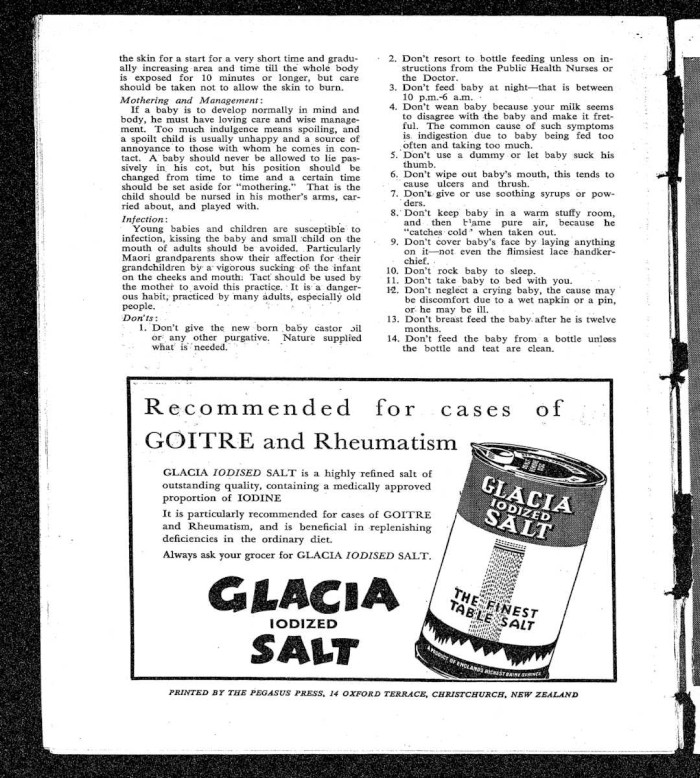 the skin for a start for a very short time and gradu-
ally increasing area and time till the whole body
is exposed for 10 minutes or longer, but care
should be taken not to allow the skin to burn.
Mothering and Management:
If a baby is to develop normally in mind and
body, he must have loving care and wise manage-
ment. Too much indulgence means spoiling, and
a spoilt child is usually unhappy and a source of
annoyance to those with whom he comes in con-
tact. A baby should never be allowed to lie pas-
sively in his cot, but his position should be
changed from time to time and a certain time
should be set aside for "mothering." That is the
child should be nursed in his mother's arms, car-
ried about, and played with.
Infection:
Young babies and children are susceptible to
infection, kissing the baby and small child on the
mouth of adults should be avoided. Particularly
Maori grandparents show their affection for their
grandchildren by a vigorous sucking of the infant
on the cheeks and mouth: Tact should be used by
the mother to avoid this practice. It is a danger-
ous habit, practiced by many adults, especially old
people.
Don'ts:
1. Don't give the new born baby castor oil
or any other purgative. Nature supplied
what is needed.
2. Don't resort to bottle feeding unless on in-
structions from the Public Health Nurses or
the Doctor.
3. Don't feed baby at night—that is between
10 p.m.-6 a.m.
4. Don't wean baby because your milk seems
to disagree with the baby and make it fret-
ful. The common cause of such symptoms
is indigestion due to baby being fed too
often and taking too much.
5. Don't use a dummy or let baby suck his
thumb.
6. Don't wipe out baby's mouth, this tends to
cause ulcers and thrush.
7. Don't give or use soothing syrups or pow-
ders.
8. Don't keep baby in a warm stuffy room,
and then blame pure air, because he
"catches cold" when taken out.
9. Don't cover baby's face by laying anything
on it—not even the flimsiest lace handker-
chief.
10. Don't rock baby to sleep.
11. Don't take baby to bed with you.
12. Don't neglect a crying baby, the cause may
be discomfort due to a wet napkin or a pin,
or he may be ill.
13. Don't breast feed the baby after he is twelve
months.
14. Don't feed the baby from a bottle unless
the bottle and teat are clean.
Recommended for cases of
GOITRE and Rheumatism
GLACIA IODISED SALT is a highly refined salt of
outstanding quality, containing a medically approved
proportion of IODINE
It is particularly recommended for cases of GOITRE
and Rheumatism, and is beneficial in replenishing
deficiencies in the ordinary diet.
Always ask your grocer for GLACIA IODISED SALT.
GLACIA
IODIZED
SALT
GLACIA
IODIZED
SALT
THE FINEST
TABLE SALT
A PRODUCT OF ENGLAND'S RICHEST BRINE SPRINGS
PRINTED BY THE PEGASUS PRESS, 14 OXFORD TERRACE, CHRISTCHURCH, NEW ZEALAND